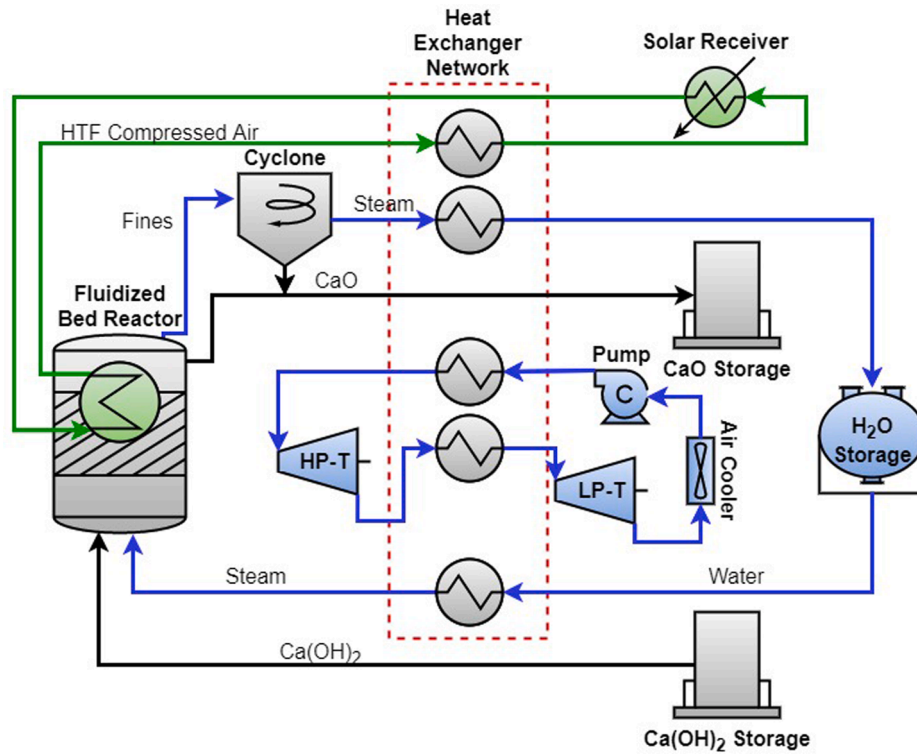 Heat
Exchanger
Network
Solar Receiver
HTF Compressed Air
Cyclone
Steam
Fines
CaO
Fluidized
Bed Reactor
CaO Storage
Pump
C
HP-T
LP-T
Air Cooler
H₂O
Storage
Steam
Water
Ca(OH)₂
Ca(OH)₂ Storage